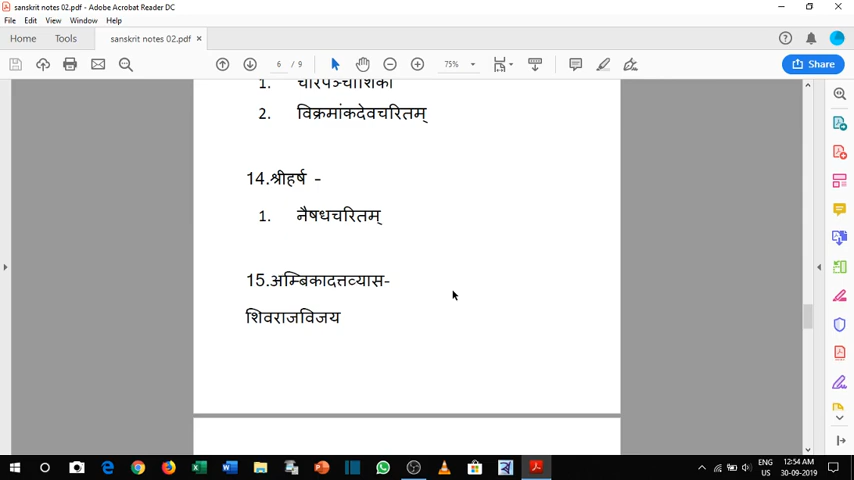 sanskrit notes 02.pdf - Adobe Acrobat Reader DC
File Edit View Window Help
Home Tools sanskrit notes 02.pdf ×
6 / 9 75% Share
1. चौरपञ्चाशिका
2. विक्रमांकदेवचरितम्
14.श्रीहर्ष -
1. नैषधचरितम्
15.अम्बिकादत्तव्यास-
शिवराजविजय
ENG 12:54 AM
US 30-09-2019